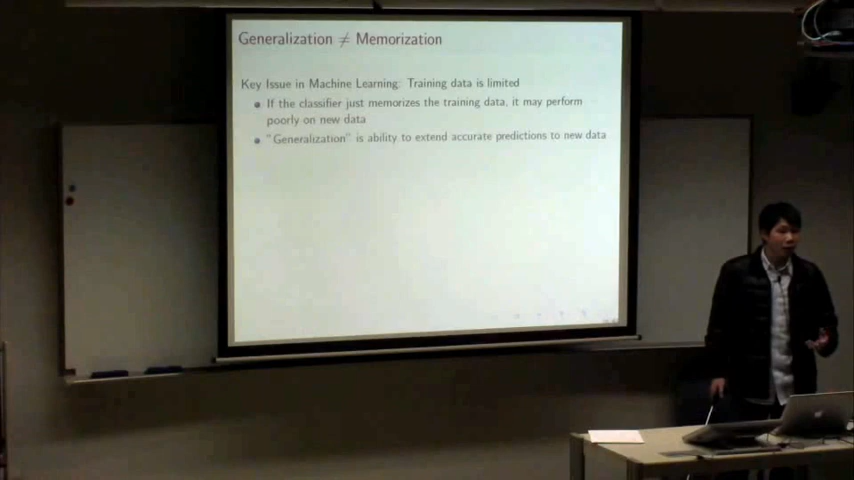 Generalization ≠ Memorization
Key Issue in Machine Learning: Training data is limited
If the classifier just memorizes the training data, it may perform
poorly on new data
"Generalization" is ability to extend accurate predictions to new data